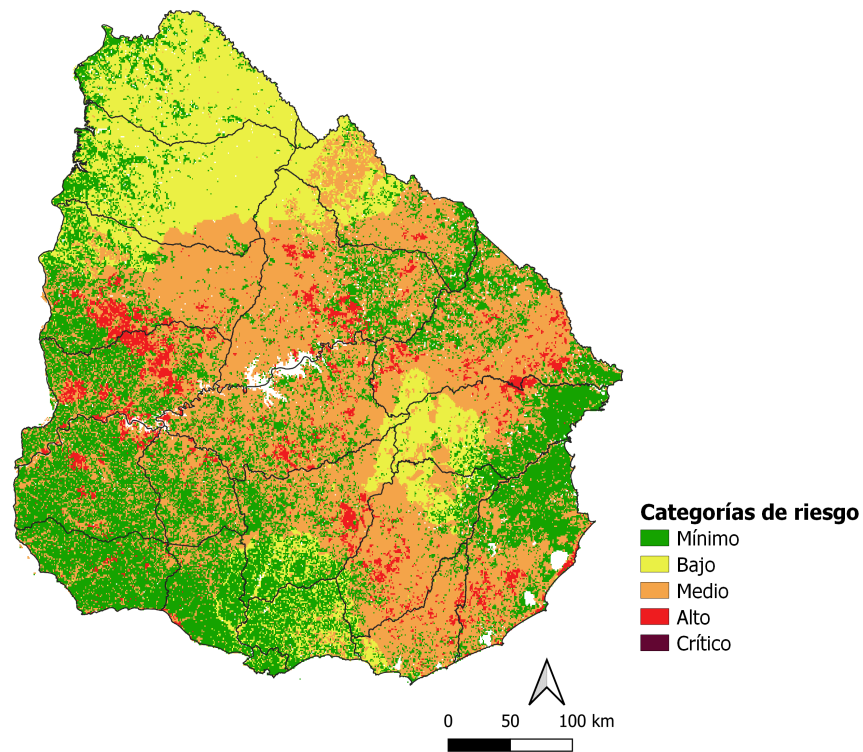 Categorías de riesgo
Mínimo
Bajo
Medio
Alto
Crítico
0 50 100 km